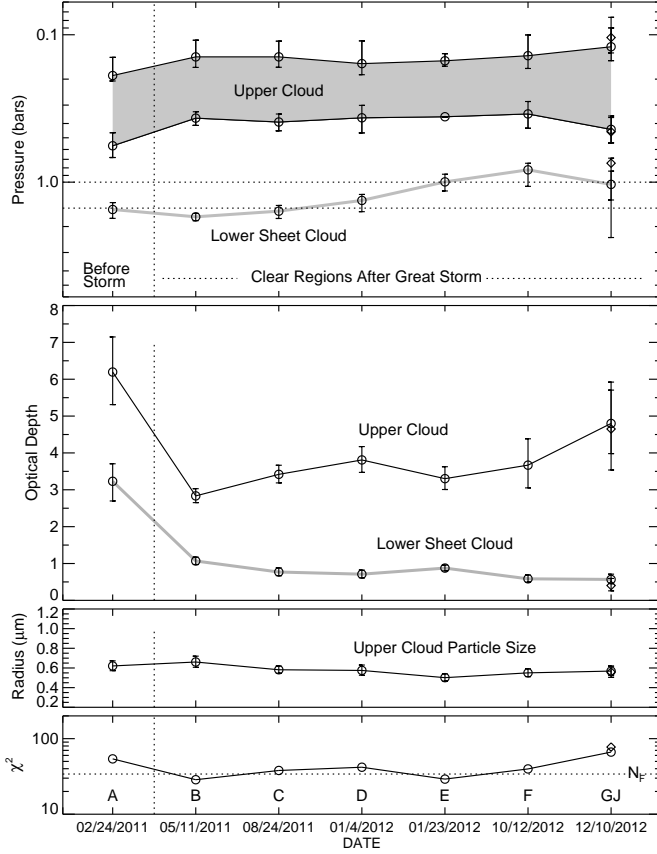 0.1
Upper Cloud
Pressure (bars)
1.0
Lower Sheet Cloud
Before
Storm
Clear Regions After Great Storm
8
7
6
5
4
3
2
1
0
Optical Depth
Upper Cloud
Lower Sheet Cloud
1.2
1.0
0.8
0.6
0.4
0.2
Radius (μm)
Upper Cloud Particle Size
100
10
χ²
N_F
A B C D E F GJ
02/24/2011 05/11/2011 08/24/2011 01/4/2012 01/23/2012 10/12/2012 12/10/2012
DATE